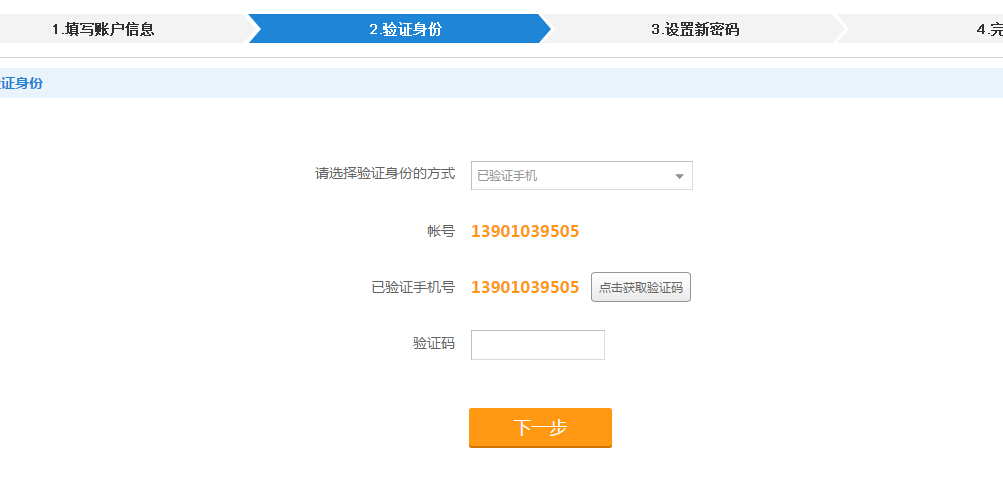 1.填写账户信息 2.验证身份 3.设置新密码 4.完
证身份
请选择验证身份的方式 已验证手机
帐号 13901039505
已验证手机号 13901039505 点击获取验证码
验证码
下一步